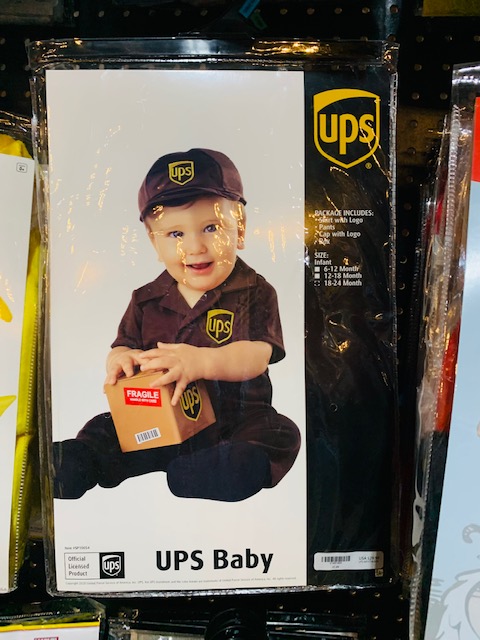 ups
PACKAGE INCLUDES:
Shirt with Logo
Pants
Cap with Logo
Box
SIZE:
Infant
6-12 Month
12-18 Month
18-24 Month
ups
ups
FRAGILE
ups
Official
Licensed
Product
ups
UPS Baby